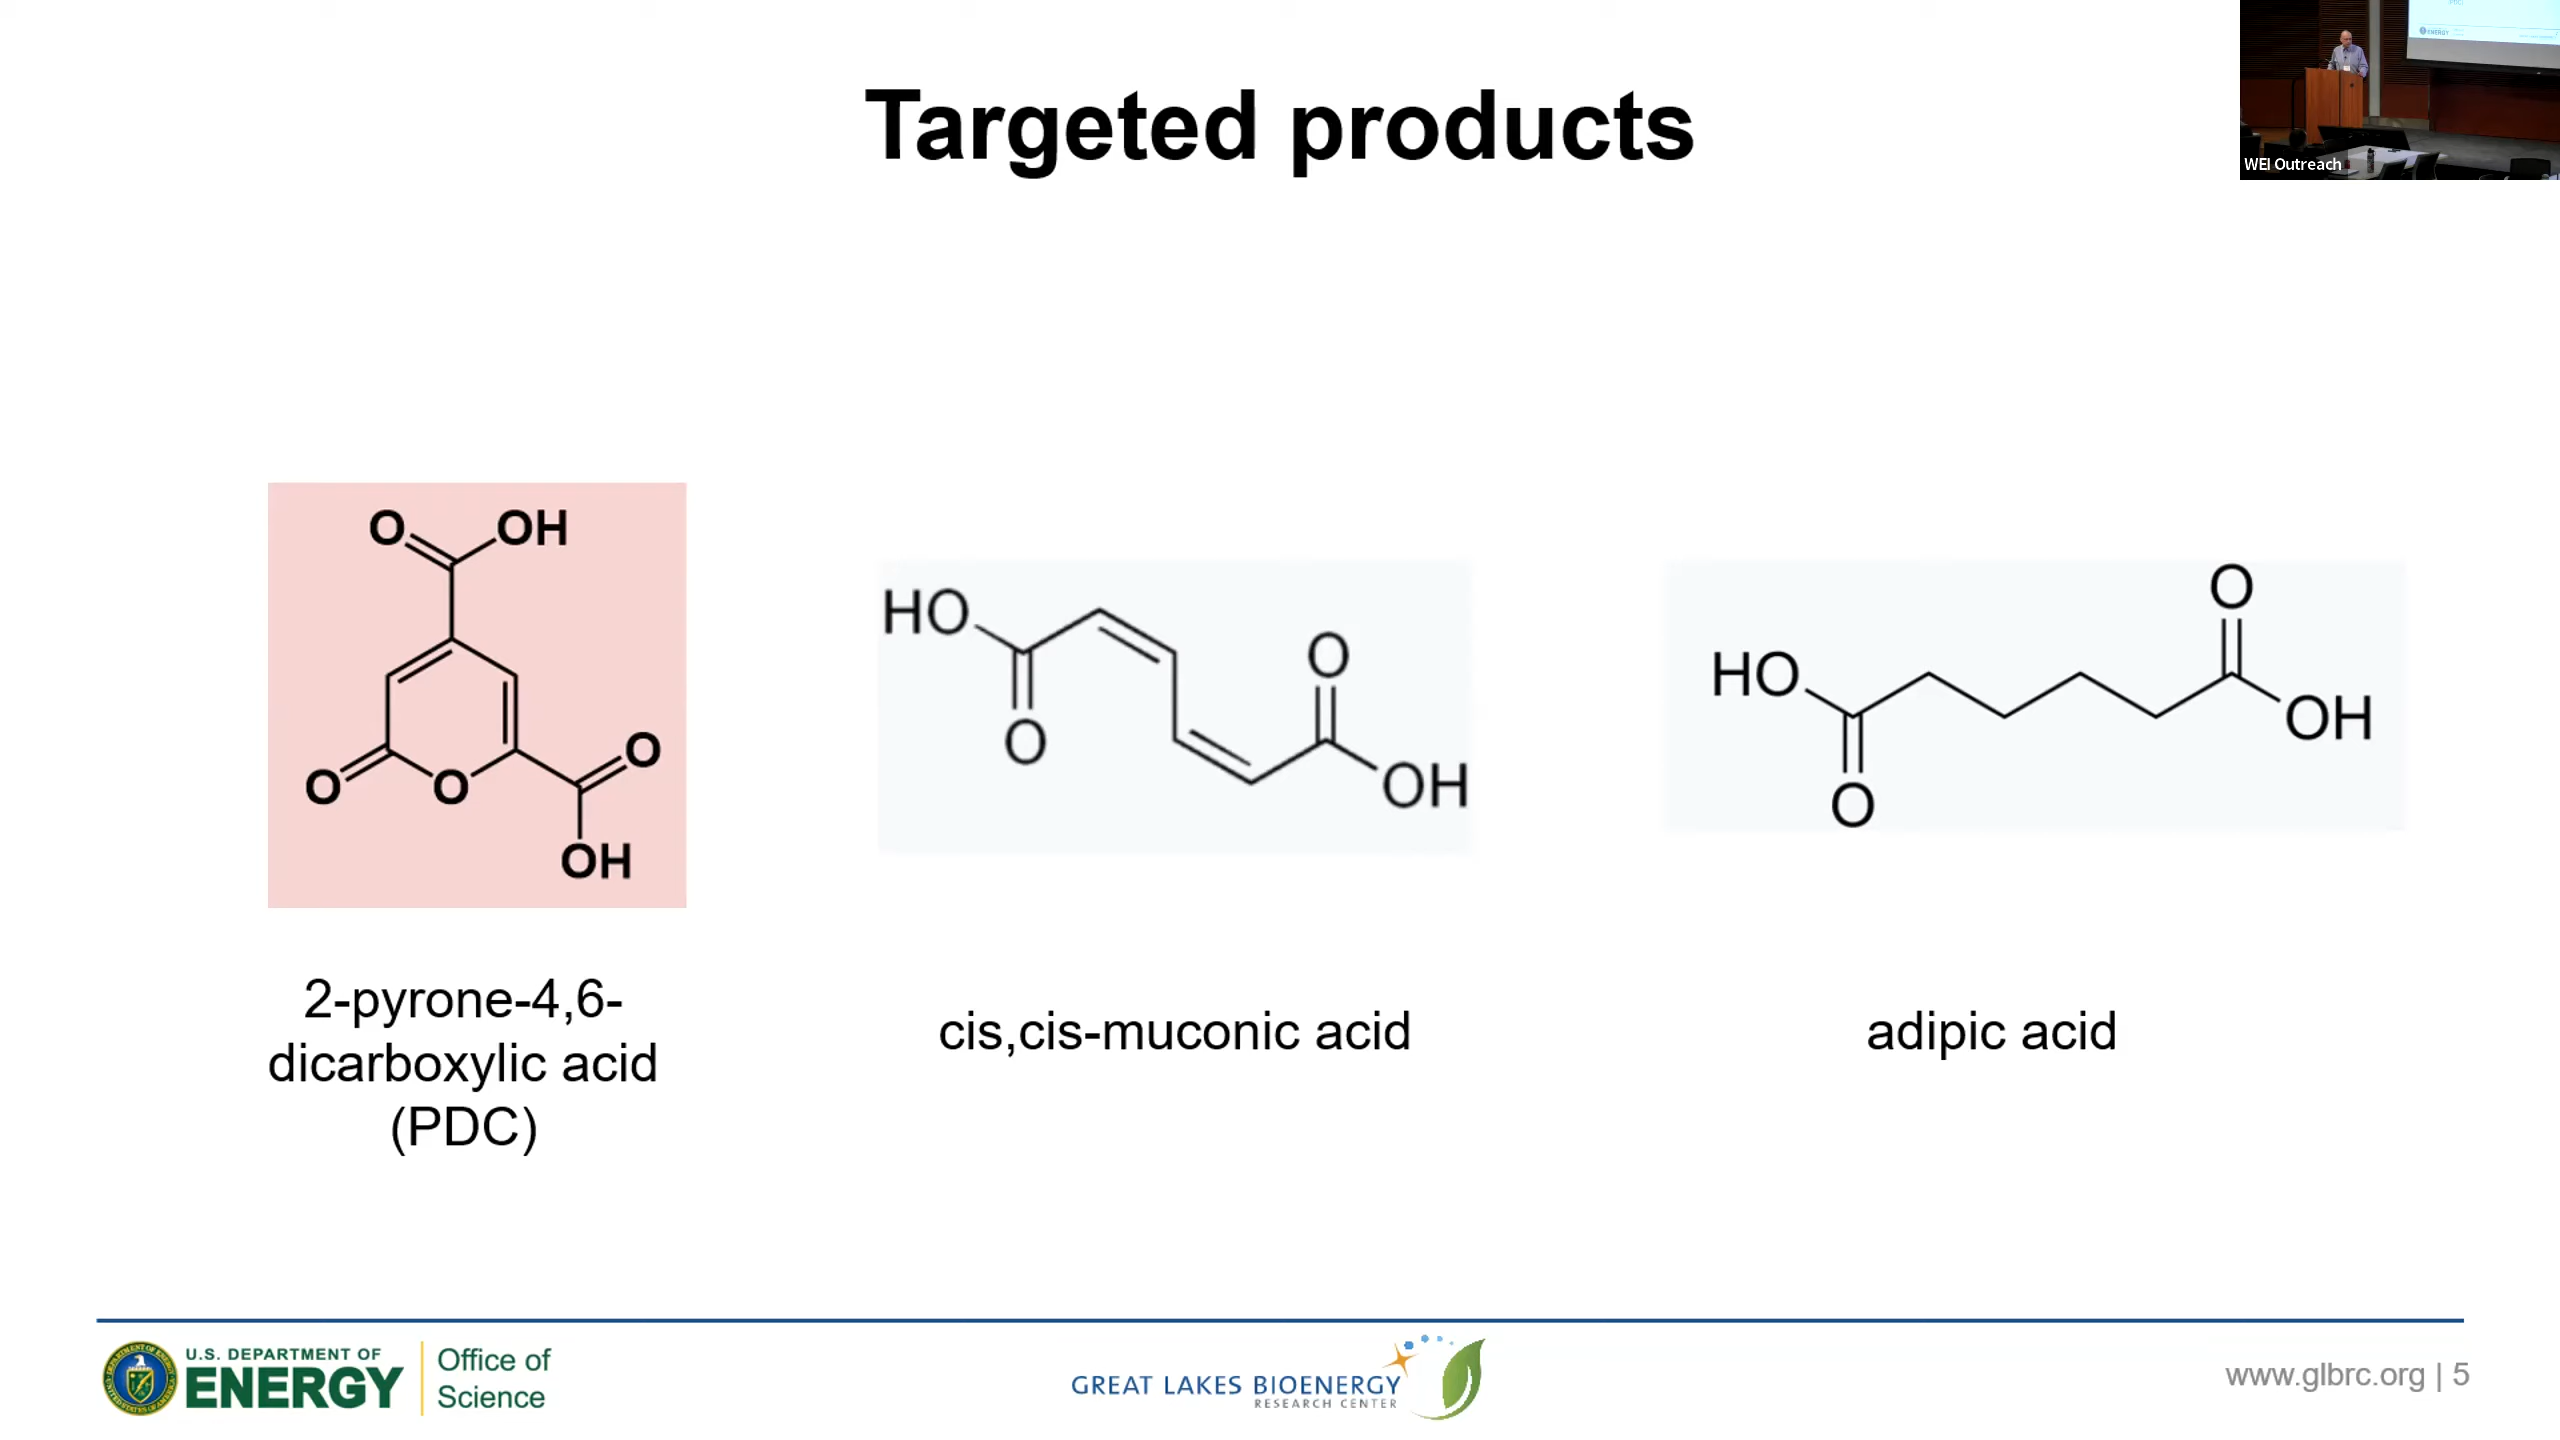 Targeted products
WEI Outreach
O OH
O O O
OH
HO
O
O
OH
HO
O
O
OH
2-pyrone-4,6-
dicarboxylic acid
(PDC)
cis,cis-muconic acid
adipic acid
U.S. DEPARTMENT OF
ENERGY
Office of
Science
GREAT LAKES BIOENERGY
RESEARCH CENTER
www.glbrc.org | 5